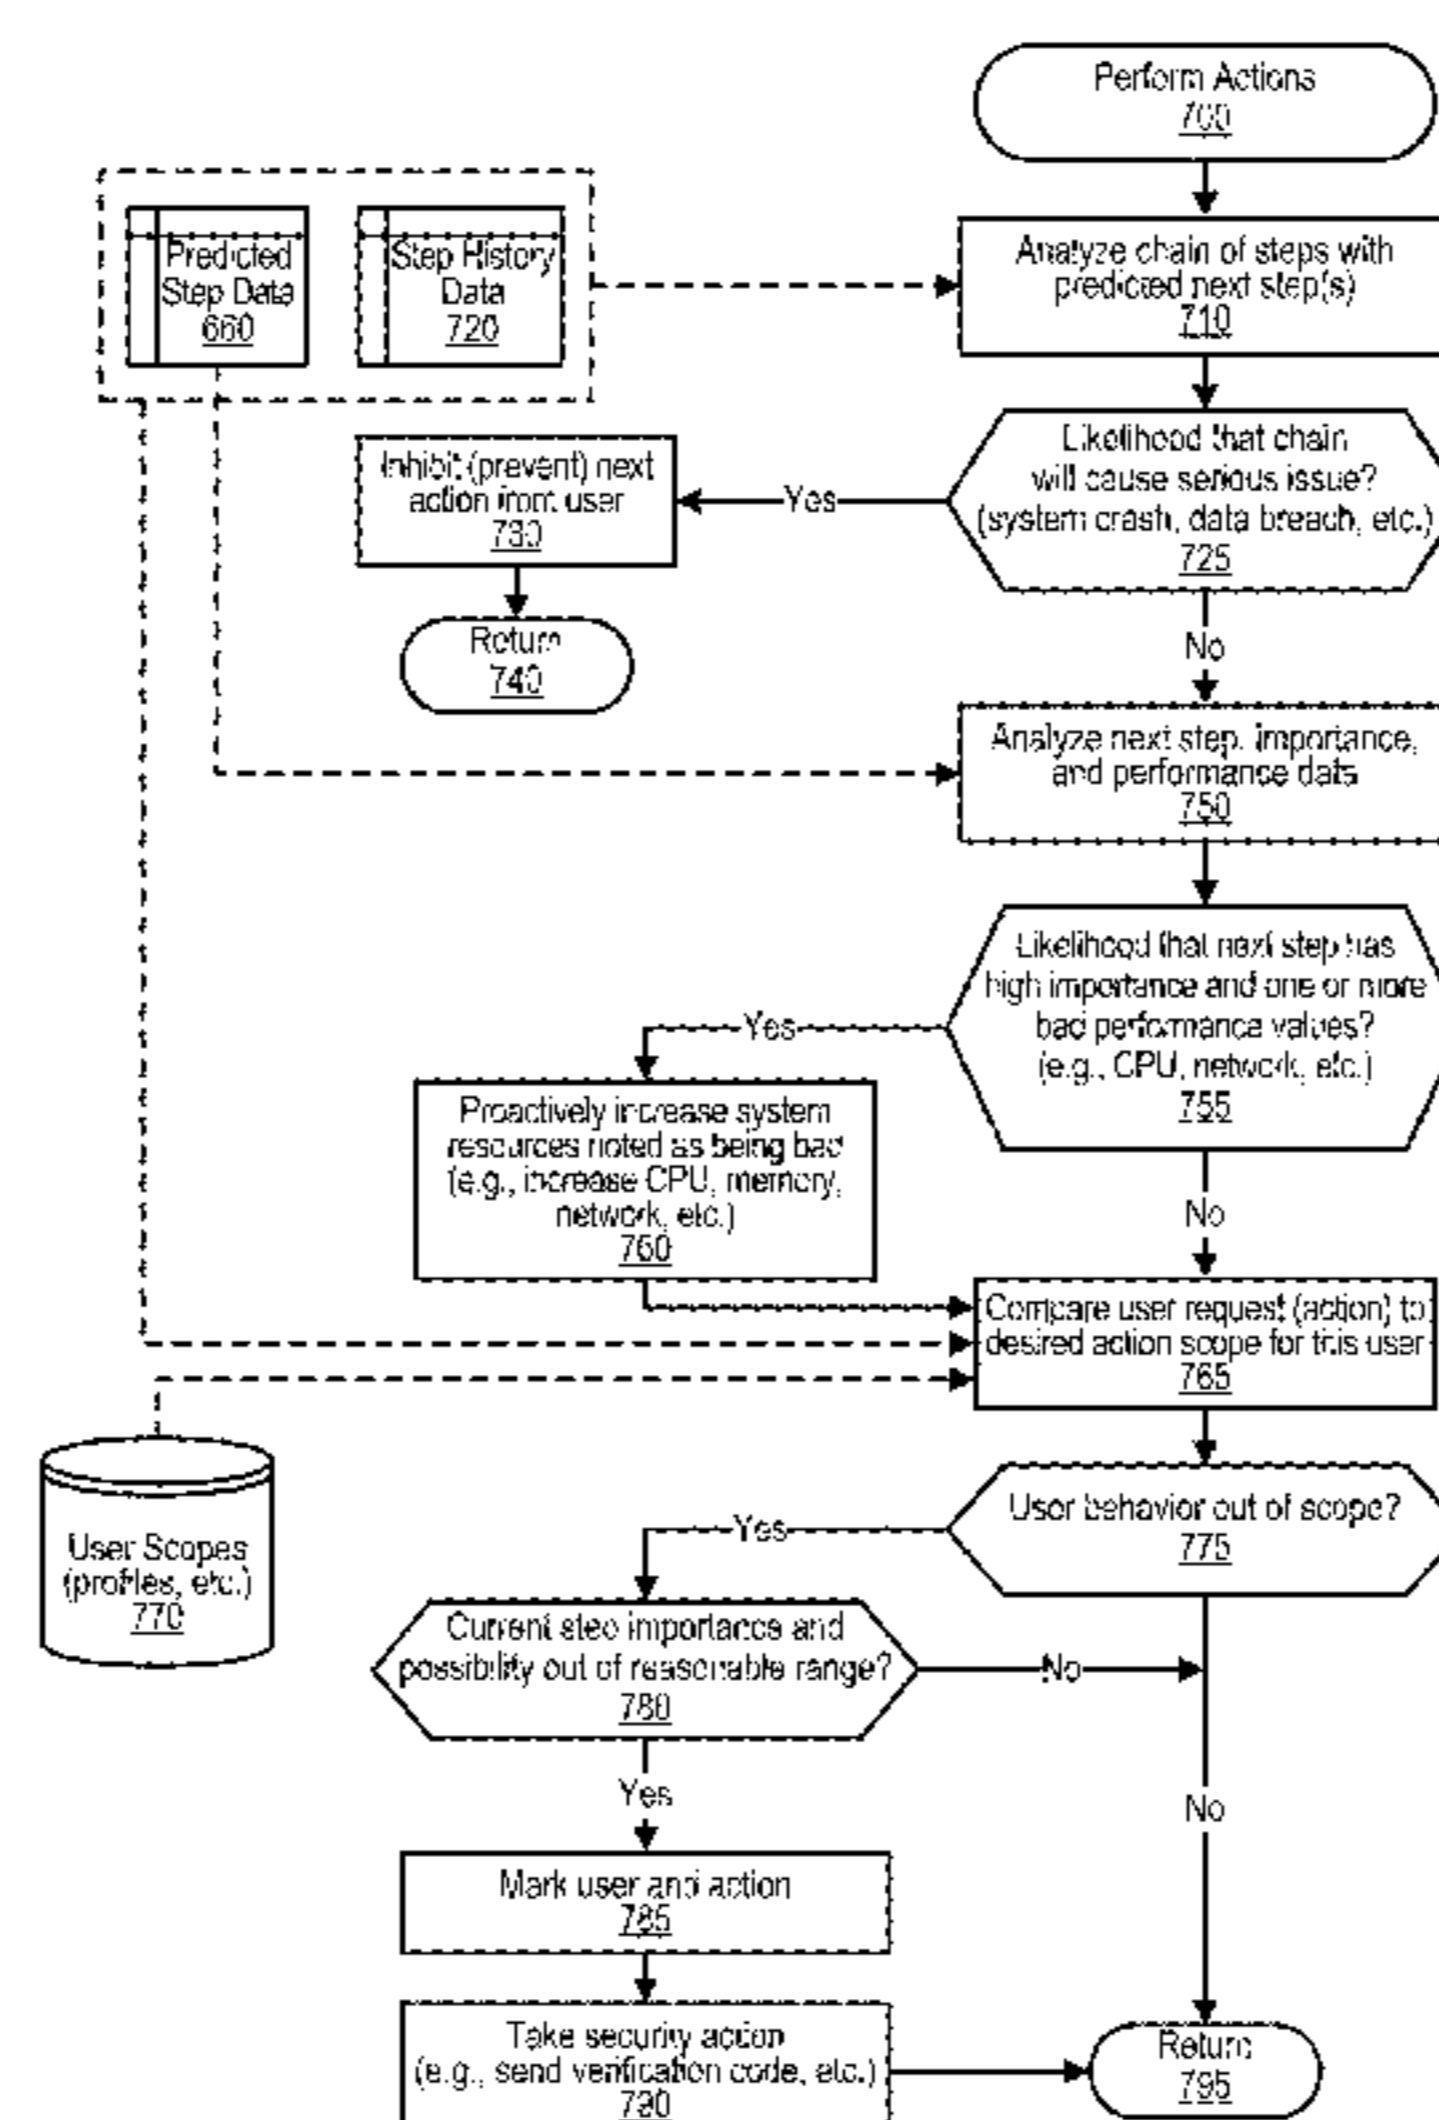 Perform Actions
700
Predicted
Step Data
660
Step History
Data
720
Analyze chain of steps with
predicted next step(s)
710
Likelihood that chain
will cause serious issue?
(system crash, data breach, etc.)
725
Yes
Inhibit (prevent) next
action from user
730
Return
740
No
Analyze next step, importance,
and performance data
750
Likelihood that next step has
high importance and one or more
bad performance values?
(e.g., CPU, network, etc.)
755
Yes
Proactively increase system
resources noted as being bad
(e.g., increase CPU, memory,
network, etc.)
760
No
Compare user request (action) to
desired action scope for this user
765
User Scopes
(profiles, etc.)
770
User behavior out of scope?
775
Yes
Current step importance and
possibility out of reasonable range?
780
No
Yes
No
Mark user and action
785
Take security action
(e.g., send verification code, etc.)
790
Return
795